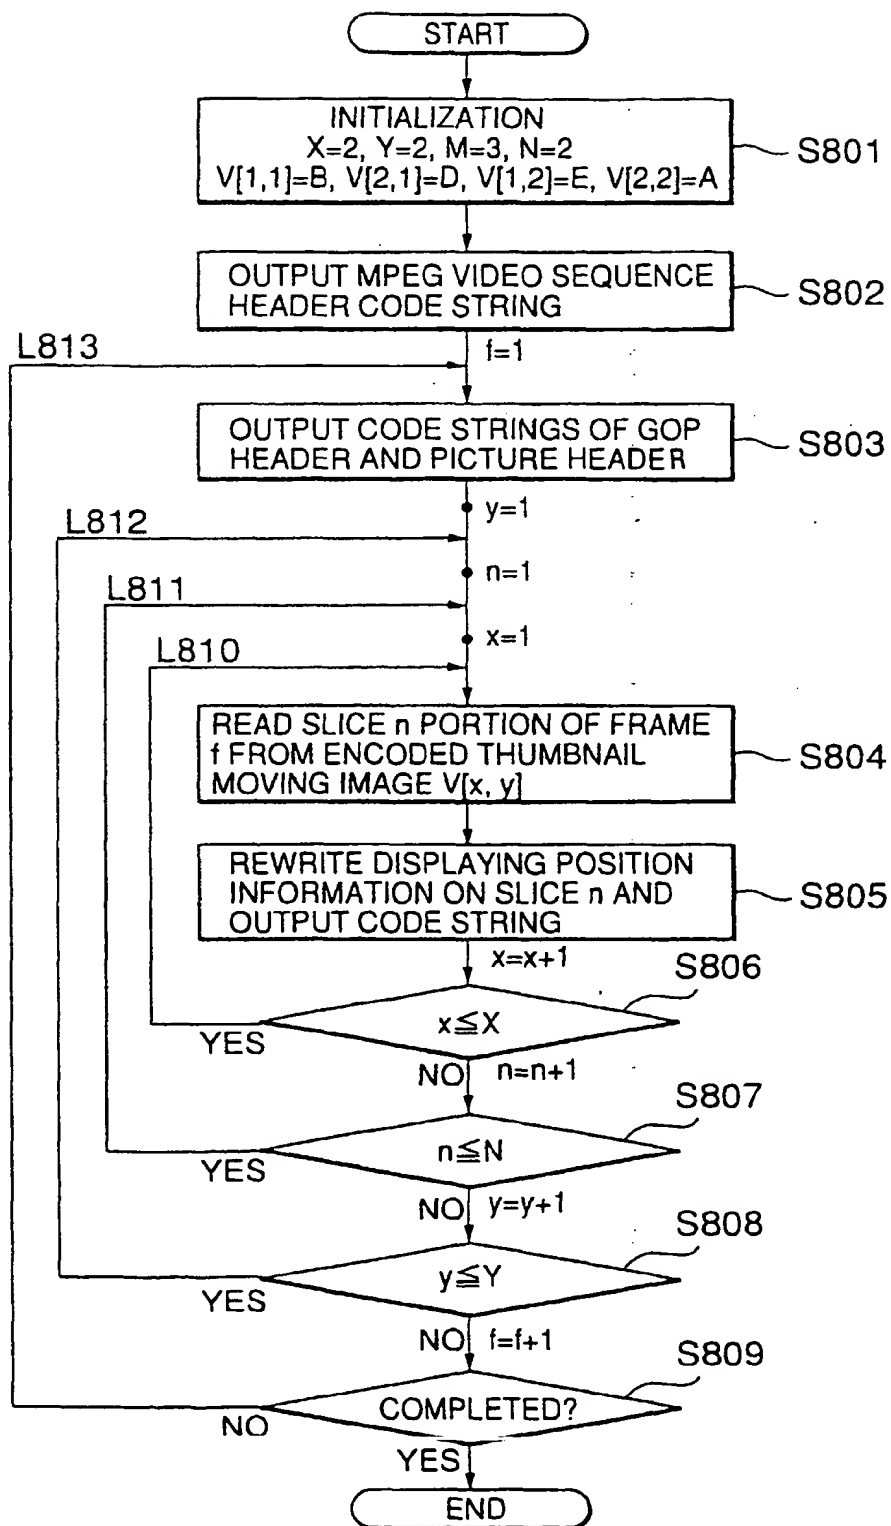 START
INITIALIZATION
X=2, Y=2, M=3, N=2
V[1,1]=B, V[2,1]=D, V[1,2]=E, V[2,2]=A
S801
OUTPUT MPEG VIDEO SEQUENCE
HEADER CODE STRING
S802
L813
f=1
OUTPUT CODE STRINGS OF GOP
HEADER AND PICTURE HEADER
S803
y=1
L812
n=1
L811
x=1
L810
READ SLICE n PORTION OF FRAME
f FROM ENCODED THUMBNAIL
MOVING IMAGE V[x, y]
S804
REWRITE DISPLAYING POSITION
INFORMATION ON SLICE n AND
OUTPUT CODE STRING
S805
x=x+1
S806
x≦X
YES
NO
n=n+1
S807
n≦N
YES
NO
y=y+1
S808
y≦Y
YES
NO
f=f+1
S809
COMPLETED?
NO
YES
END